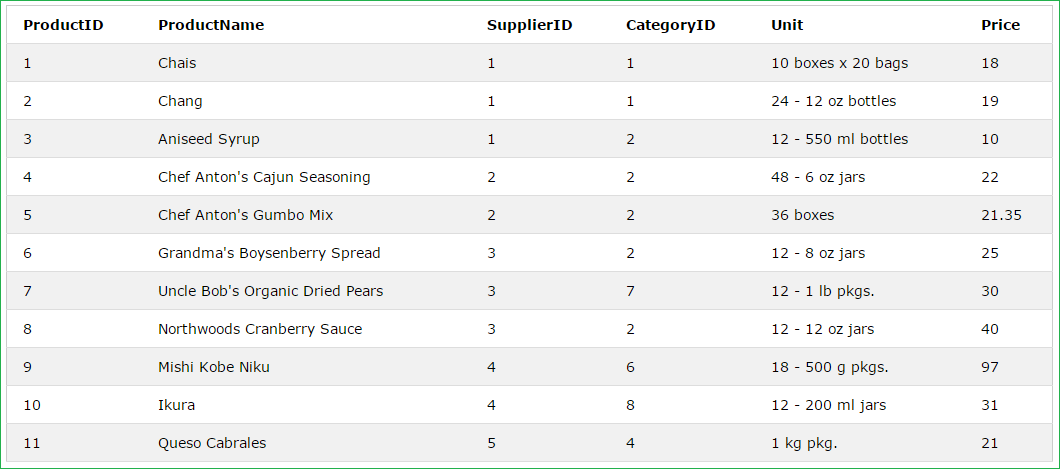 ProductID ProductName SupplierID CategoryID Unit Price
1 Chais 1 1 10 boxes x 20 bags 18
2 Chang 1 1 24 - 12 oz bottles 19
3 Aniseed Syrup 1 2 12 - 550 ml bottles 10
4 Chef Anton's Cajun Seasoning 2 2 48 - 6 oz jars 22
5 Chef Anton's Gumbo Mix 2 2 36 boxes 21.35
6 Grandma's Boysenberry Spread 3 2 12 - 8 oz jars 25
7 Uncle Bob's Organic Dried Pears 3 7 12 - 1 lb pkgs. 30
8 Northwoods Cranberry Sauce 3 2 12 - 12 oz jars 40
9 Mishi Kobe Niku 4 6 18 - 500 g pkgs. 97
10 Ikura 4 8 12 - 200 ml jars 31
11 Queso Cabrales 5 4 1 kg pkg. 21